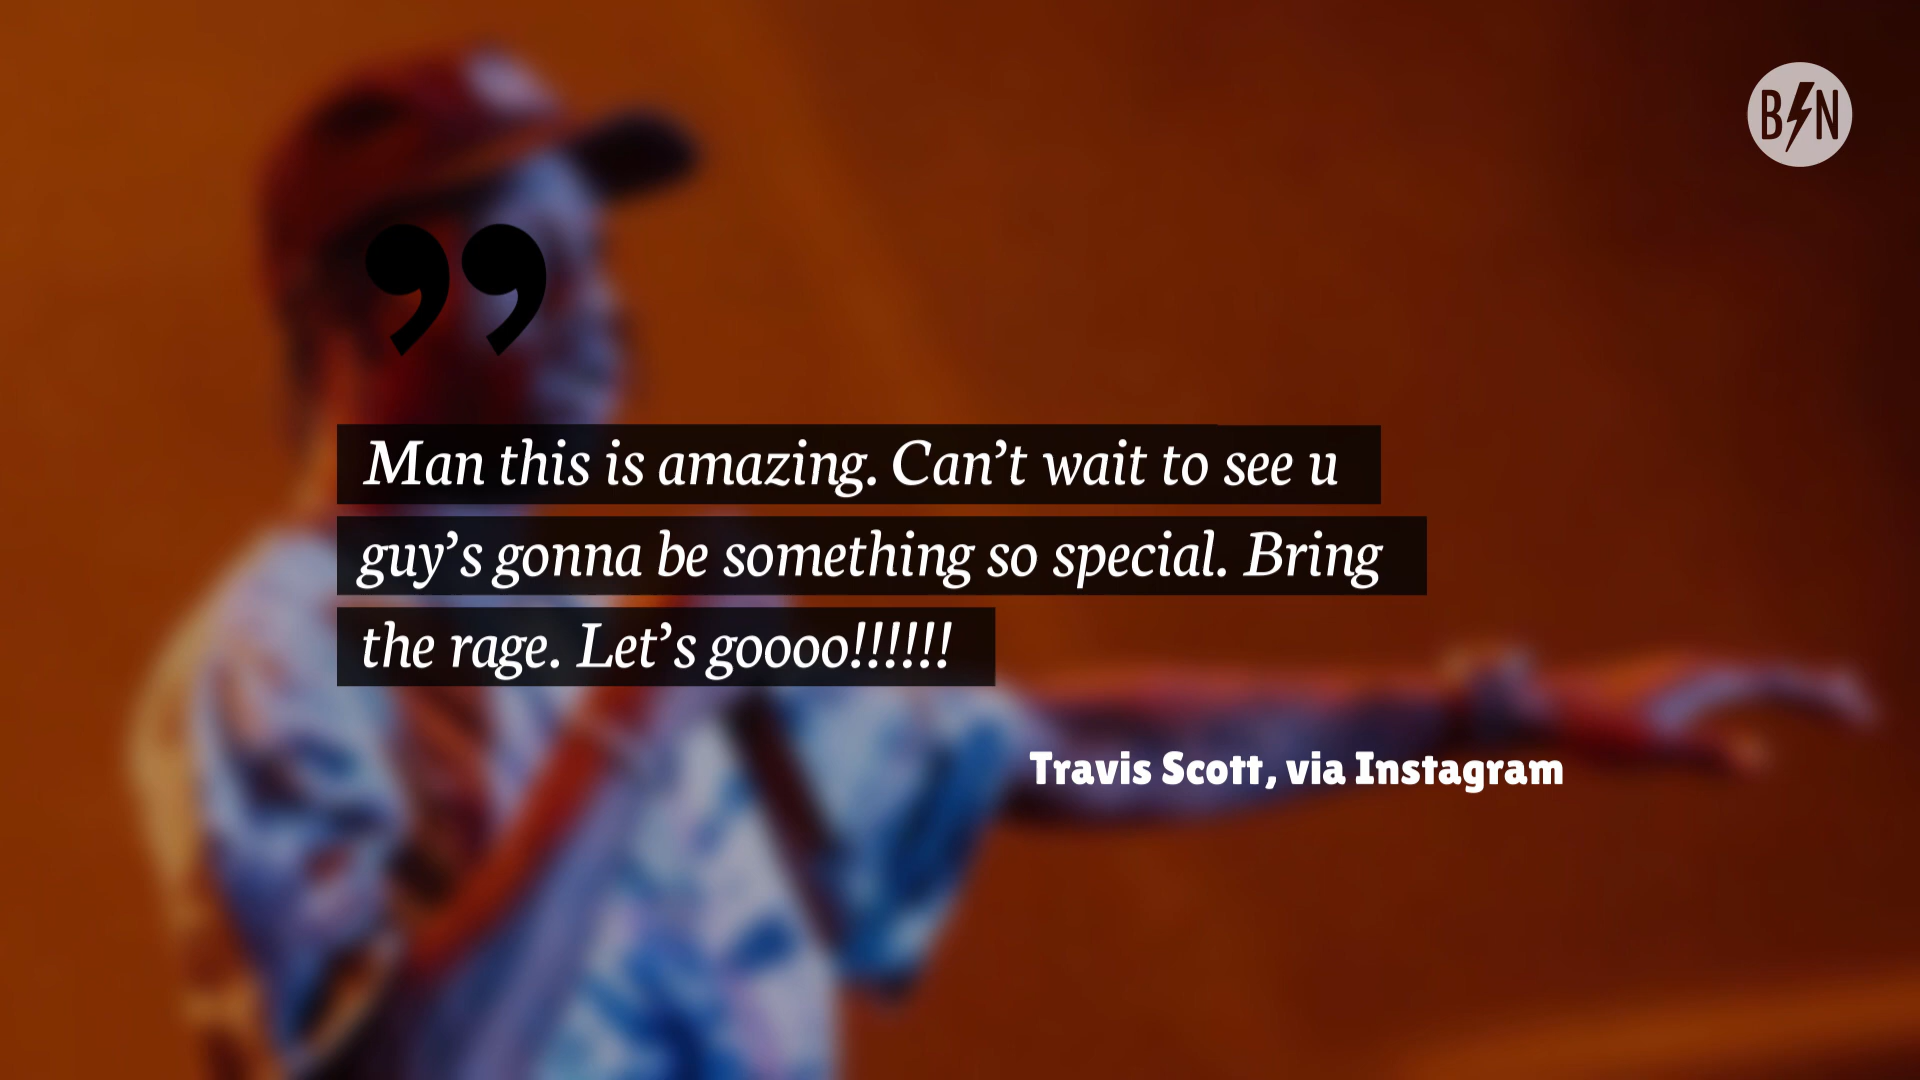 B N
”
Man this is amazing. Can’t wait to see u
guy’s gonna be something so special. Bring
the rage. Let’s goooo!!!!!!
Travis Scott, via Instagram